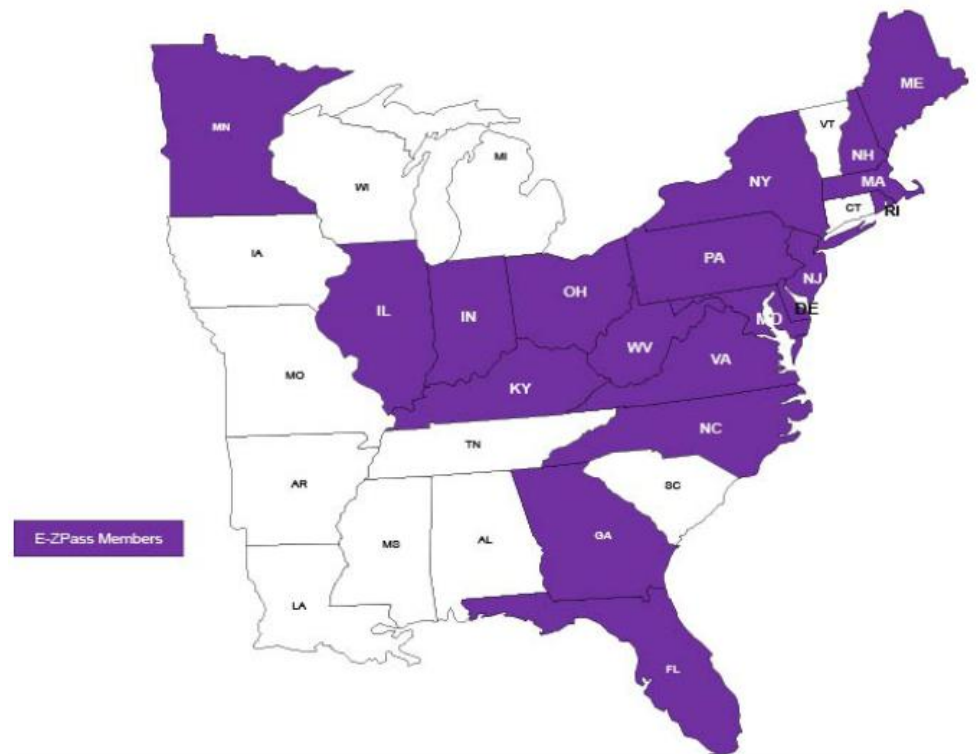 ME
MN
VT
NH
MI
NY
MA
WI
CT
RI
IA
PA
NJ
OH
IL
IN
DE
MD
WV
VA
MO
KY
NC
TN
AR
SC
E-ZPass Members
GA
AL
MS
LA
FL